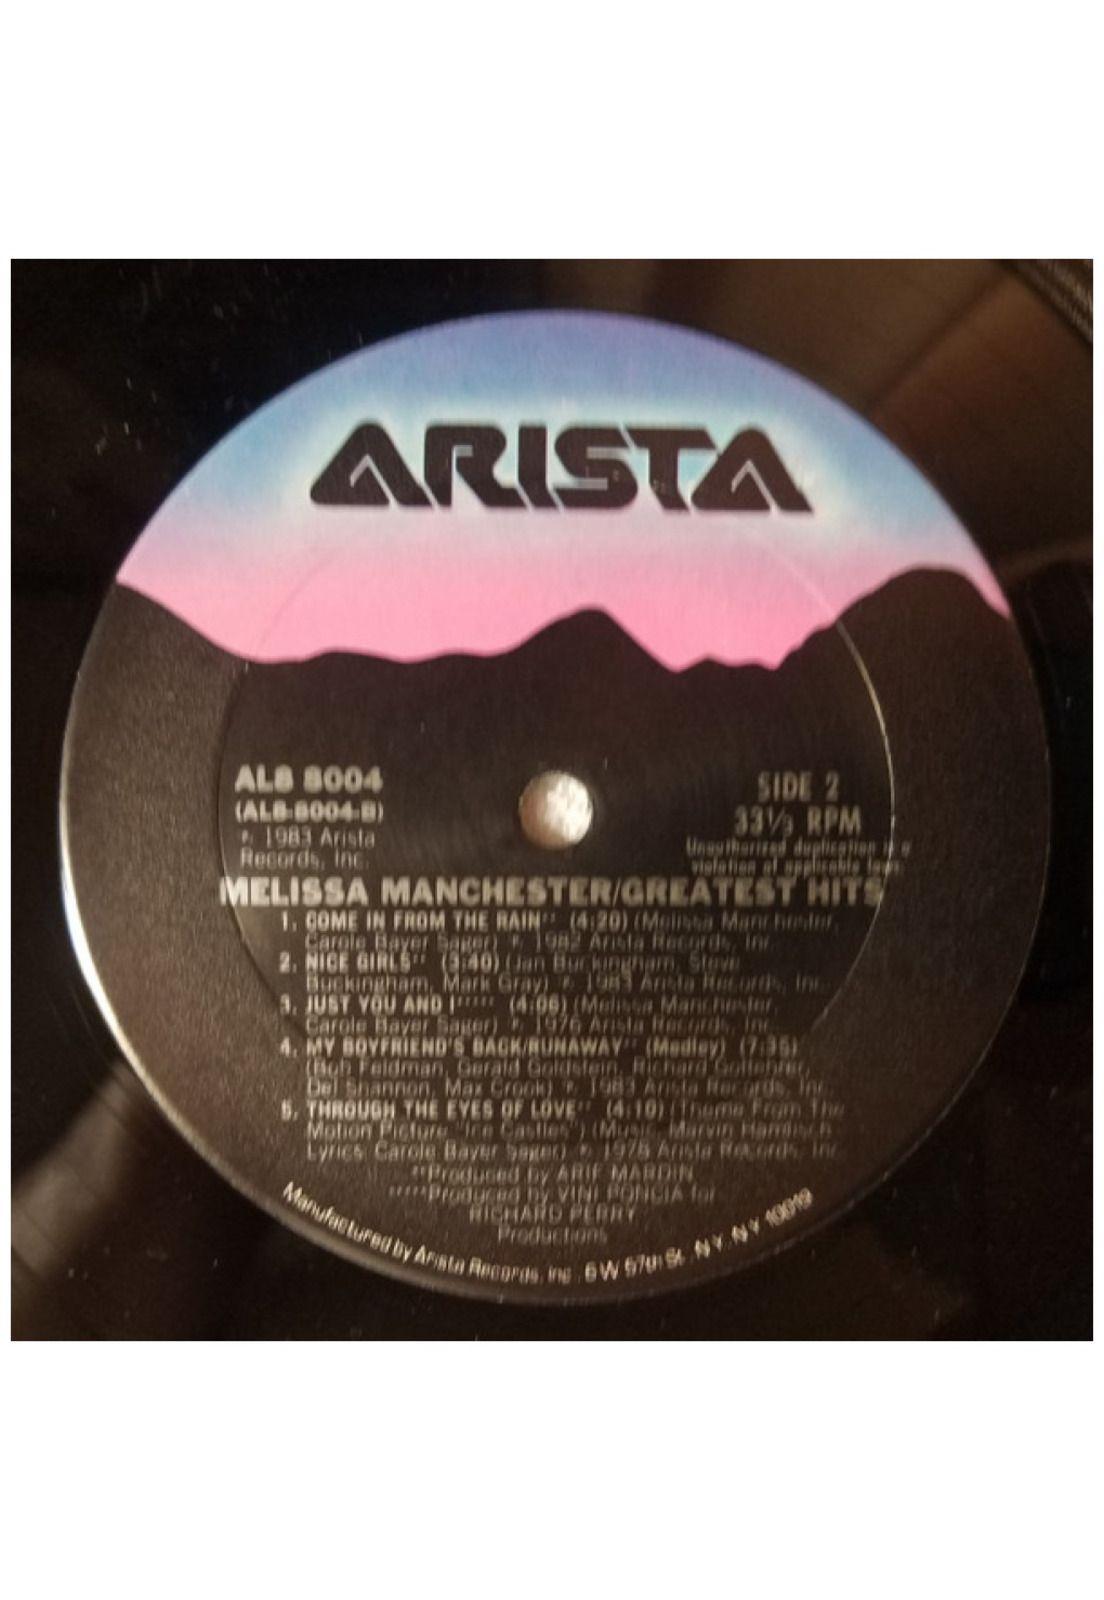 ARISTA
AL8 8004
(AL8-8004-B)
℗ 1983 Arista
Records, Inc.
SIDE 2
33⅓ RPM
Unauthorized duplication is a
violation of applicable laws.
MELISSA MANCHESTER/GREATEST HITS
1. COME IN FROM THE RAIN** (4:20) (Melissa Manchester,
Carole Bayer Sager) ℗ 1982 Arista Records, Inc.
2. NICE GIRLS** (3:40) (Jan Buckingham, Steve
Buckingham, Mark Gray) ℗ 1983 Arista Records, Inc.
3. JUST YOU AND I***** (4:06) (Melissa Manchester,
Carole Bayer Sager) ℗ 1976 Arista Records, Inc.
4. MY BOYFRIEND'S BACK/RUNAWAY** (Medley) (7:35)
(Bob Feldman, Gerald Goldstein, Richard Gottehrer,
Del Shannon, Max Crook) ℗ 1983 Arista Records, Inc.
5. THROUGH THE EYES OF LOVE** (4:10) (Theme From The
Motion Picture "Ice Castles") (Music: Marvin Hamlisch,
Lyrics: Carole Bayer Sager) ℗ 1978 Arista Records, Inc.
**Produced by ARIF MARDIN
*****Produced by VINI PONCIA for
RICHARD PERRY
Productions
Manufactured by Arista Records, Inc., 6 W 57th St., N.Y., N.Y. 10019